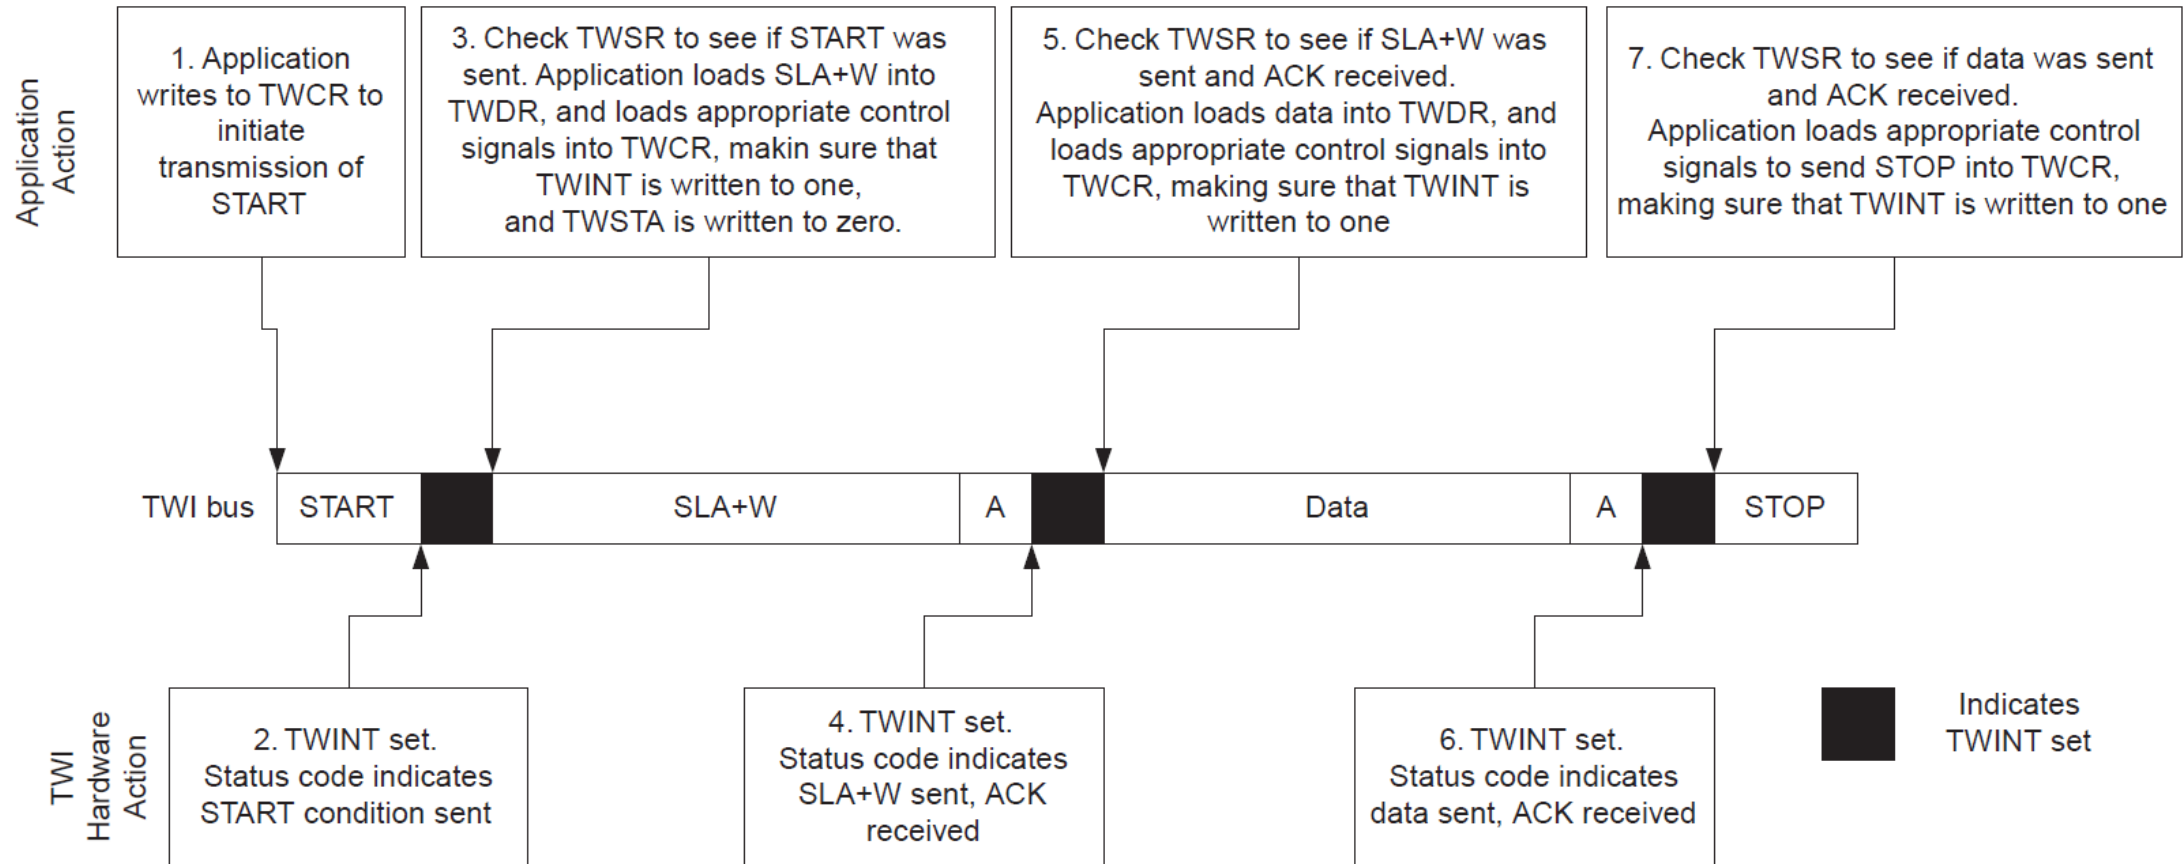 Application
Action
1. Application
writes to TWCR to
initiate
transmission of
START
3. Check TWSR to see if START was
sent. Application loads SLA+W into
TWDR, and loads appropriate control
signals into TWCR, makin sure that
TWINT is written to one,
and TWSTA is written to zero.
5. Check TWSR to see if SLA+W was
sent and ACK received.
Application loads data into TWDR, and
loads appropriate control signals into
TWCR, making sure that TWINT is
written to one
7. Check TWSR to see if data was sent
and ACK received.
Application loads appropriate control
signals to send STOP into TWCR,
making sure that TWINT is written to one
TWI bus
START
SLA+W
A
Data
A
STOP
TWI
Hardware
Action
2. TWINT set.
Status code indicates
START condition sent
4. TWINT set.
Status code indicates
SLA+W sent, ACK
received
6. TWINT set.
Status code indicates
data sent, ACK received
Indicates
TWINT set